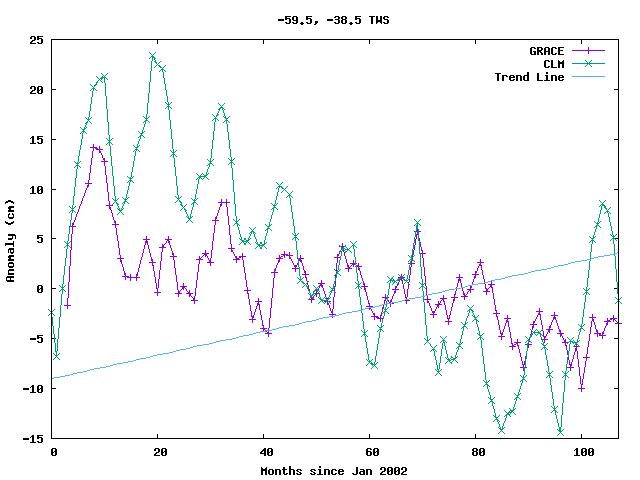 -59.5, -38.5 TWS
GRACE
CLM
Trend Line
25
20
15
10
5
0
-5
-10
-15
Anomaly (cm)
0 20 40 60 80 100
Months since Jan 2002